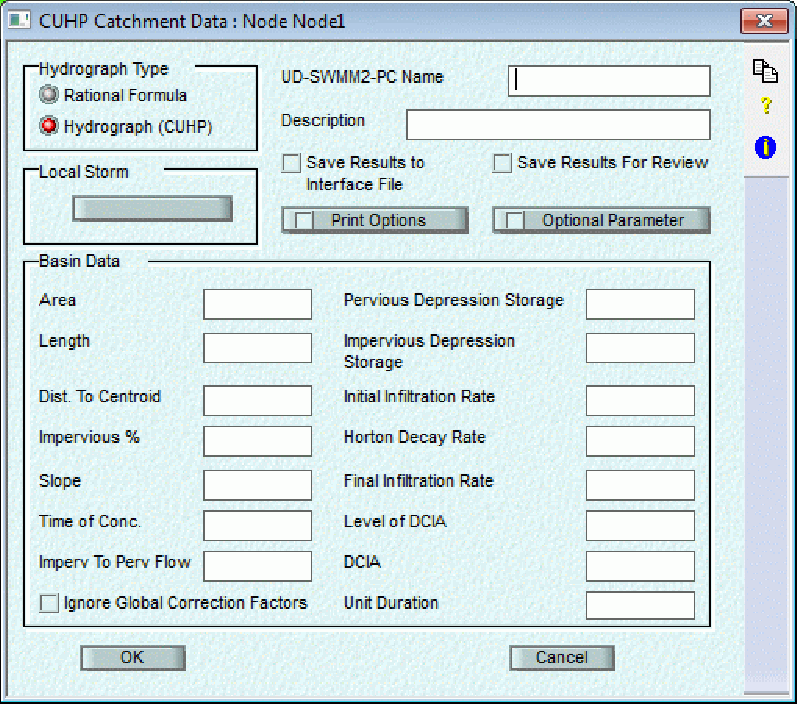 CUHP Catchment Data : Node Node1
Hydrograph Type
Rational Formula
Hydrograph (CUHP)
UD-SWMM2-PC Name
Description
Local Storm
Save Results to
Interface File
Save Results For Review
Print Options
Optional Parameter
Basin Data
Area
Pervious Depression Storage
Length
Impervious Depression
Storage
Dist. To Centroid
Initial Infiltration Rate
Impervious %
Horton Decay Rate
Slope
Final Infiltration Rate
Time of Conc.
Level of DCIA
Imperv To Perv Flow
DCIA
Ignore Global Correction Factors
Unit Duration
OK
Cancel